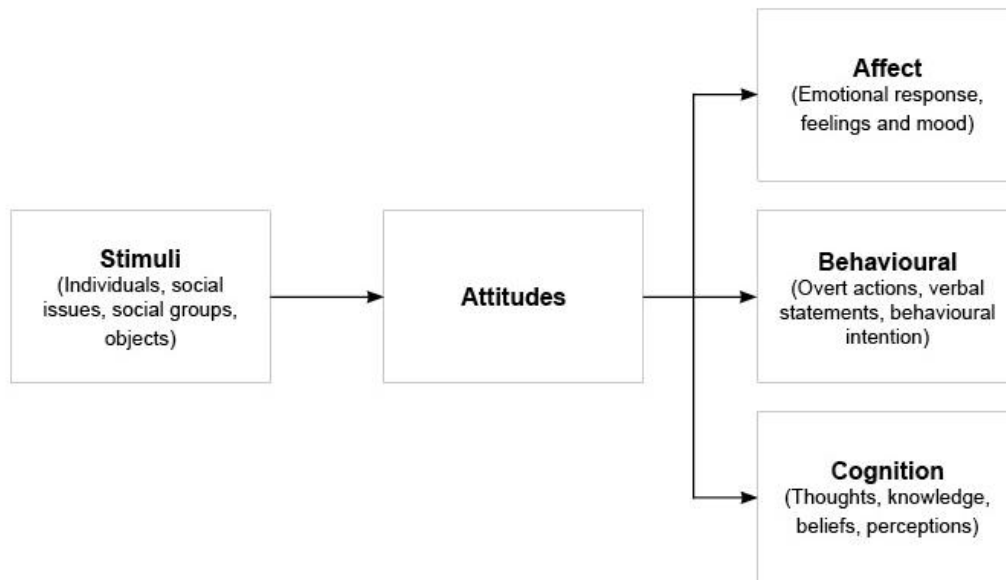 Affect
(Emotional response,
feelings and mood)
Stimuli
(Individuals, social
issues, social groups,
objects)
Attitudes
Behavioural
(Overt actions, verbal
statements, behavioural
intention)
Cognition
(Thoughts, knowledge,
beliefs, perceptions)